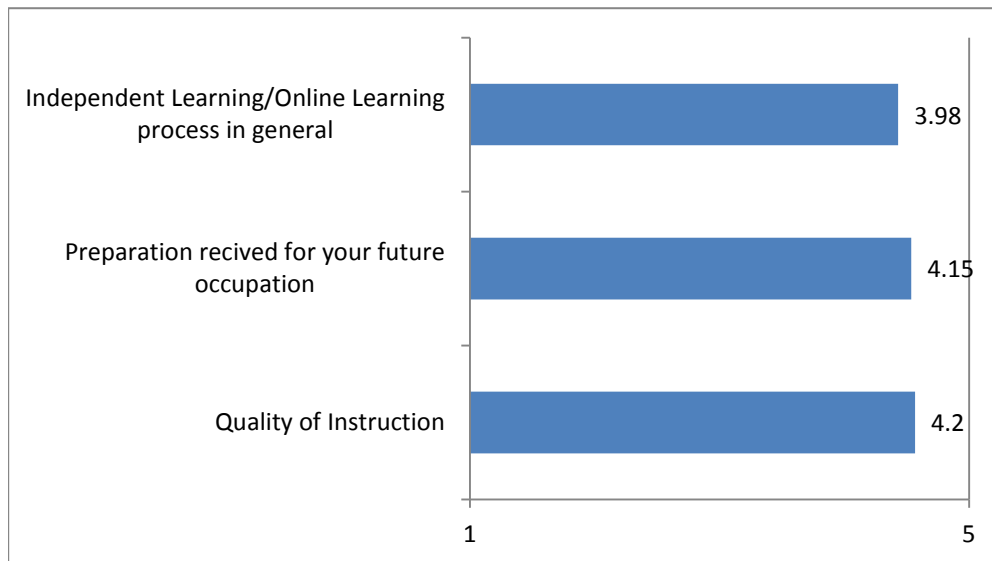 Independent Learning/Online Learning
process in general
3.98
Preparation recived for your future
occupation
4.15
Quality of Instruction
4.2
1
5